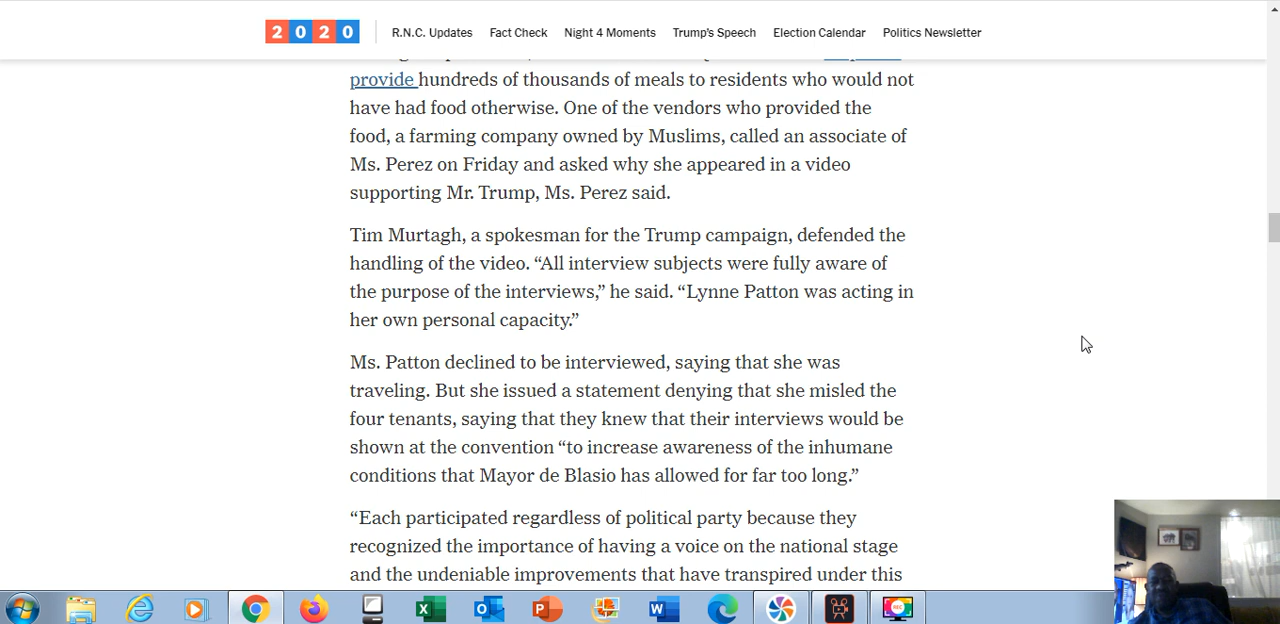 2020
R.N.C. Updates Fact Check Night 4 Moments Trump's Speech Election Calendar Politics Newsletter
provide hundreds of thousands of meals to residents who would not
have had food otherwise. One of the vendors who provided the
food, a farming company owned by Muslims, called an associate of
Ms. Perez on Friday and asked why she appeared in a video
supporting Mr. Trump, Ms. Perez said.
Tim Murtagh, a spokesman for the Trump campaign, defended the
handling of the video. “All interview subjects were fully aware of
the purpose of the interviews,” he said. “Lynne Patton was acting in
her own personal capacity.”
Ms. Patton declined to be interviewed, saying that she was
traveling. But she issued a statement denying that she misled the
four tenants, saying that they knew that their interviews would be
shown at the convention “to increase awareness of the inhumane
conditions that Mayor de Blasio has allowed for far too long.”
“Each participated regardless of political party because they
recognized the importance of having a voice on the national stage
and the undeniable improvements that have transpired under this